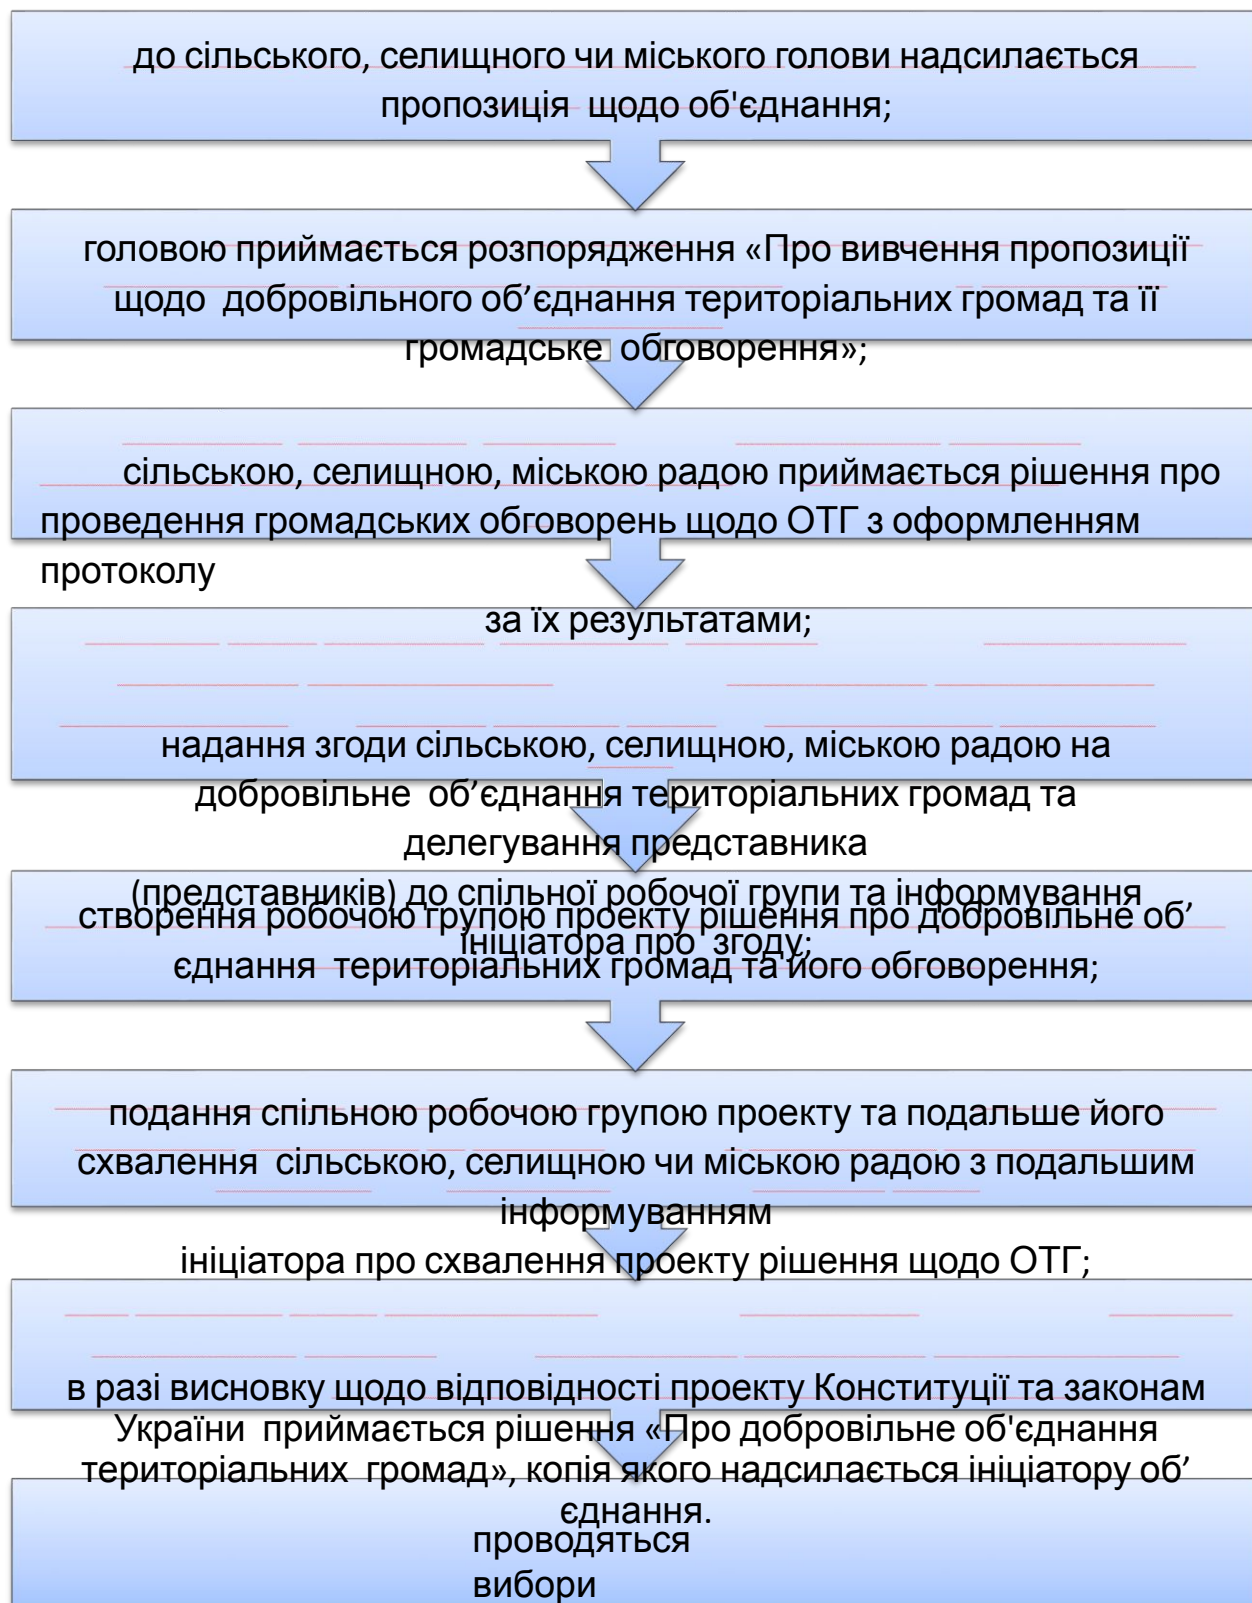 до сільського, селищного чи міського голови надсилається
пропозиція щодо об'єднання;
головою приймається розпорядження «Про вивчення пропозиції
щодо добровільного об’єднання територіальних громад та її
громадське обговорення»;
сільською, селищною, міською радою приймається рішення про
проведення громадських обговорень щодо ОТГ з оформленням
протоколу
за їх результатами;
надання згоди сільською, селищною, міською радою на
добровільне об’єднання територіальних громад та
делегування представника
(представників) до спільної робочої групи та інформування
ініціатора про згоду;
створення робочою групою проекту рішення про добровільне об’
єднання територіальних громад та його обговорення;
подання спільною робочою групою проекту та подальше його
схвалення сільською, селищною чи міською радою з подальшим
інформуванням
ініціатора про схвалення проекту рішення щодо ОТГ;
в разі висновку щодо відповідності проекту Конституції та законам
України приймається рішення «Про добровільне об'єднання
територіальних громад», копія якого надсилається ініціатору об’
єднання.
проводяться
вибори